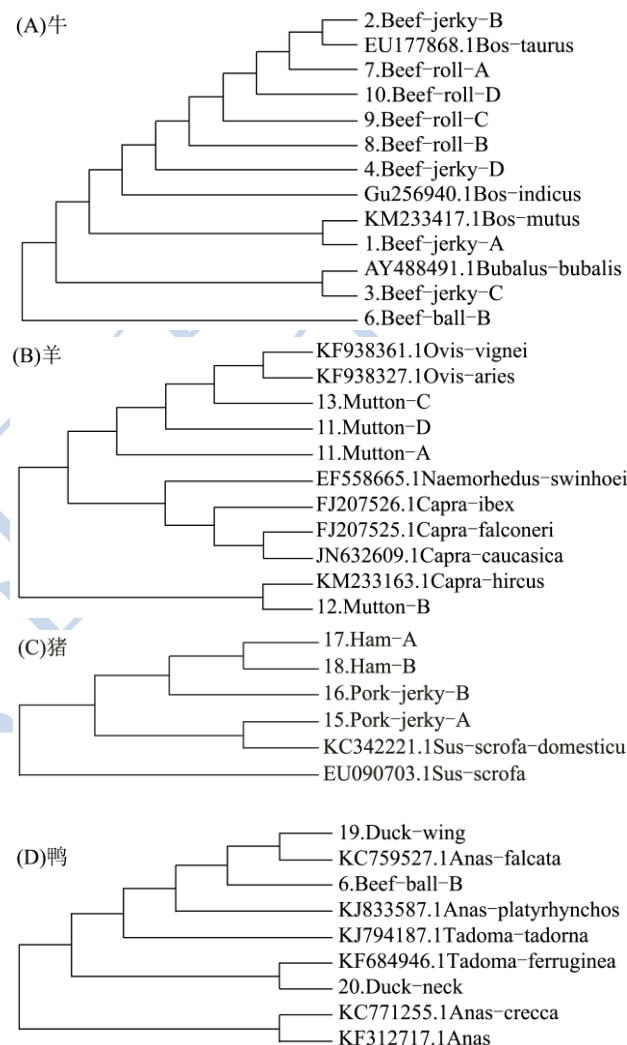 (A)牛
2.Beef-jerky-B
EU177868.1Bos-taurus
7.Beef-roll-A
10.Beef-roll-D
9.Beef-roll-C
8.Beef-roll-B
4.Beef-jerky-D
Gu256940.1Bos-indicus
KM233417.1Bos-mutus
1.Beef-jerky-A
AY488491.1Bubalus-bubalis
3.Beef-jerky-C
6.Beef-ball-B
(B)羊
KF938361.1Ovis-vignei
KF938327.1Ovis-aries
13.Mutton-C
11.Mutton-D
11.Mutton-A
EF558665.1Naemorhedus-swinhoei
FJ207526.1Capra-ibex
FJ207525.1Capra-falconeri
JN632609.1Capra-caucasica
KM233163.1Capra-hircus
12.Mutton-B
(C)猪
17.Ham-A
18.Ham-B
16.Pork-jerky-B
15.Pork-jerky-A
KC342221.1Sus-scrofa-domesticu
EU090703.1Sus-scrofa
(D)鸭
19.Duck-wing
KC759527.1Anas-falcata
6.Beef-ball-B
KJ833587.1Anas-platyrhynchos
KJ794187.1Tadoma-tadorna
KF684946.1Tadoma-ferruginea
20.Duck-neck
KC771255.1Anas-crecca
KF312717.1Anas